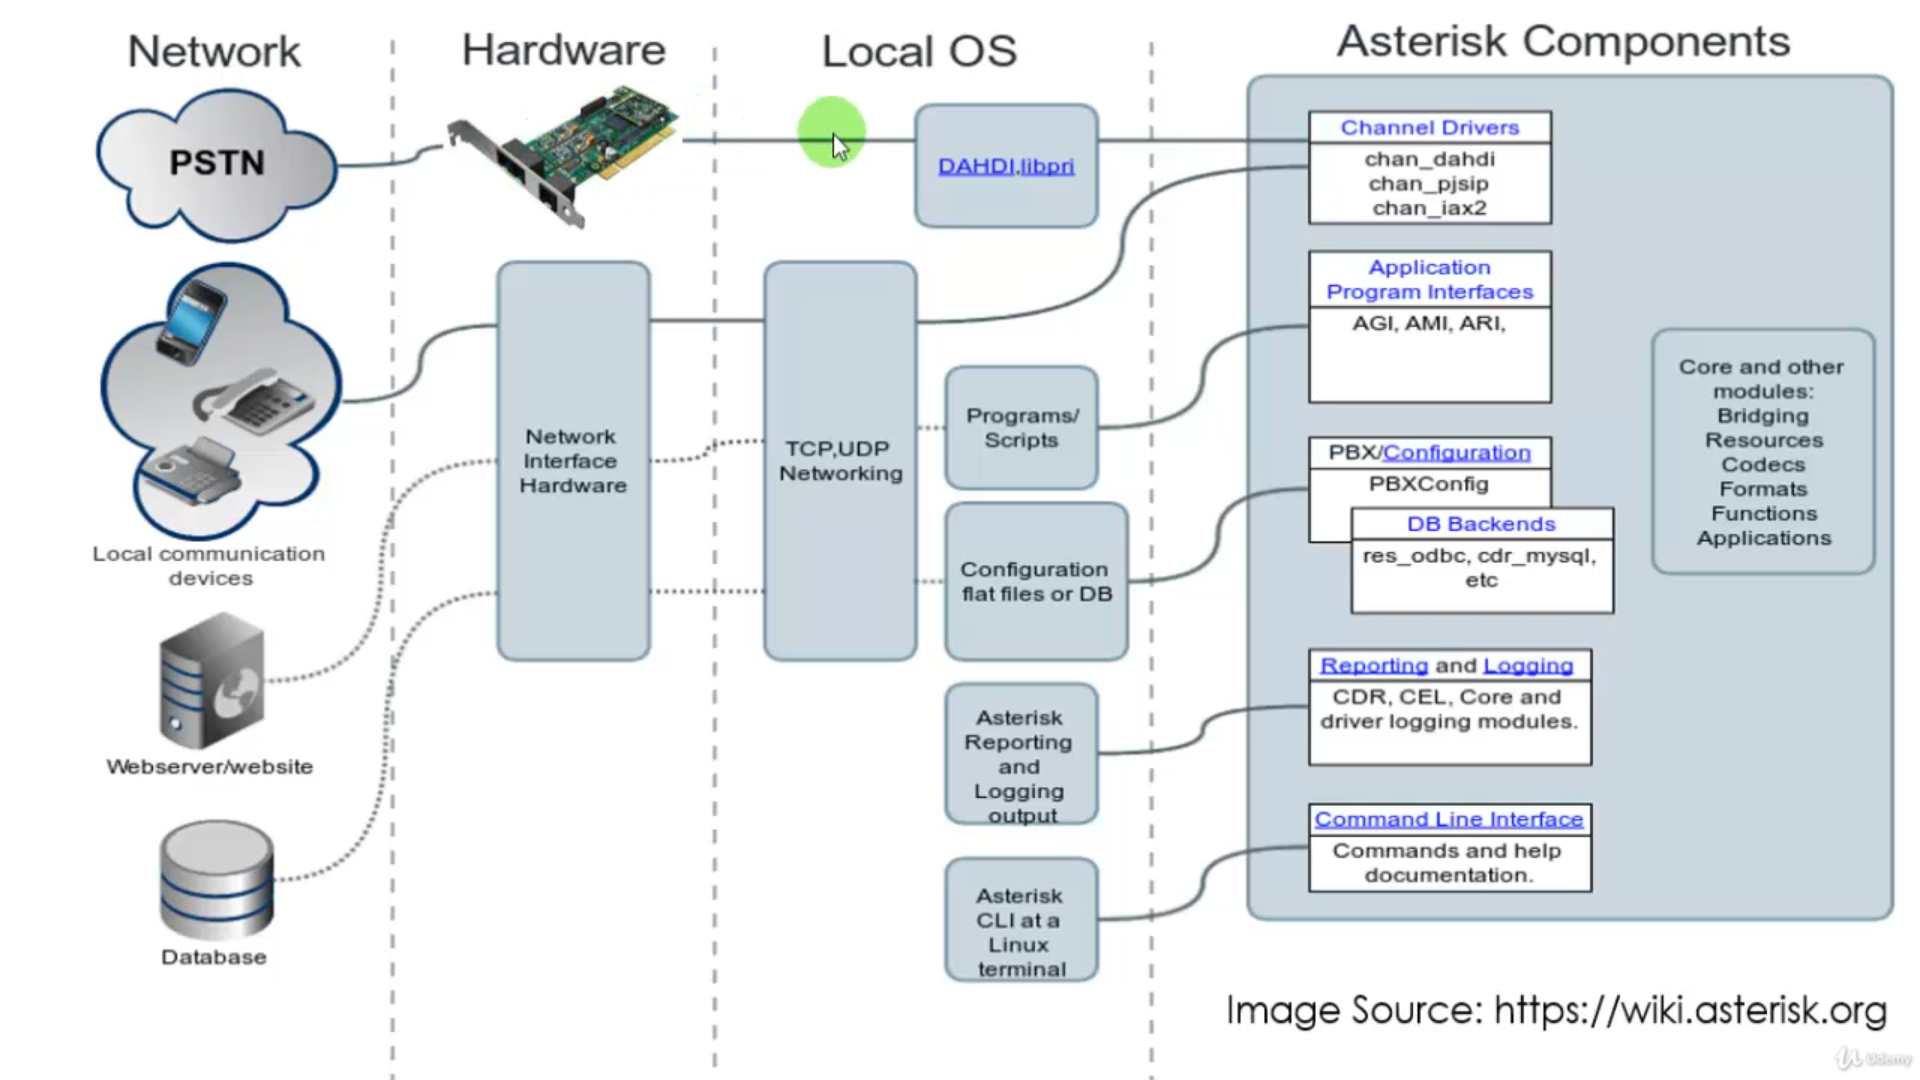 Network
Hardware
Local OS
Asterisk Components
PSTN
DAHDI,libpri
Channel Drivers
chan_dahdi
chan_pjsip
chan_iax2
Application
Program Interfaces
AGI, AMI, ARI,
Local communication
devices
Network
Interface
Hardware
TCP,UDP
Networking
Programs/
Scripts
Configuration
flat files or DB
PBX/Configuration
PBXConfig
DB Backends
res_odbc, cdr_mysql,
etc
Core and other
modules:
Bridging
Resources
Codecs
Formats
Functions
Applications
Webserver/website
Asterisk
Reporting
and
Logging
output
Reporting and Logging
CDR, CEL, Core and
driver logging modules.
Database
Asterisk
CLI at a
Linux
terminal
Command Line Interface
Commands and help
documentation.
Image Source: https://wiki.asterisk.org
Udemy